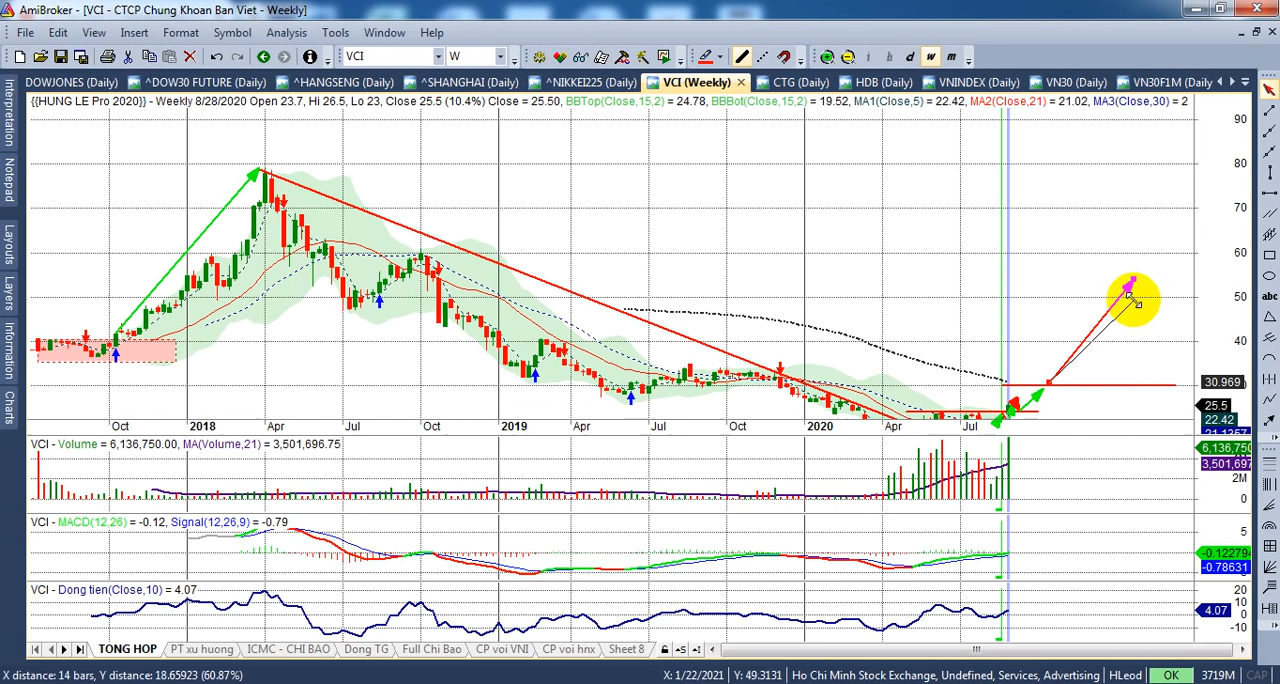 AmiBroker - [VCI - CTCP Chung Khoan Ban Viet - Weekly]
File Edit View Insert Format Symbol Analysis Tools Window Help
VCI W i h d w m
DOWJONES (Daily) ^DOW30 FUTURE (Daily) ^HANGSENG (Daily) ^SHANGHAI (Daily) ^NIKKEI225 (Daily) VCI (Weekly) CTG (Daily) HDB (Daily) VNINDEX (Daily) VN30 (Daily) VN30F1M (Daily)
{{HUNG LE Pro 2020}} - Weekly 8/28/2020 Open 23.7, Hi 26.5, Lo 23, Close 25.5 (10.4%) Close = 25.50, BBTop(Close,15,2) = 24.78, BBBot(Close,15,2) = 19.52, MA1(Close,5) = 22.42, MA2(Close,21) = 21.02, MA3(Close,30) = 2
Interpretation
Notepad
Layouts
Layers
Information
Charts
abc
90
80
70
60
50
40
30.969
25.5
22.42
Oct 2018 Apr Jul Oct 2019 Apr Jul Oct 2020 Apr Jul
VCI - Volume = 6,136,750.00, MA(Volume,21) = 3,501,696.75
6,136,750
3,501,697
2M
0
VCI - MACD(12,26) = -0.12, Signal(12,26,9) = -0.79
5
-0.122794
-0.78631
VCI - Dong tien(Close,10) = 4.07
20
10
4.07
-10
TONG HOP PT xu huong ICMC - CHI BAO Dong TG Full Chi Bao CP voi VNI CP voi hnx Sheet 8
X distance: 14 bars, Y distance: 18.65923 (60.87%) X: 1/22/2021 Y: 49.3131 Ho Chi Minh Stock Exchange, Undefined, Services, Advertising HLeod OK 3719M CAP